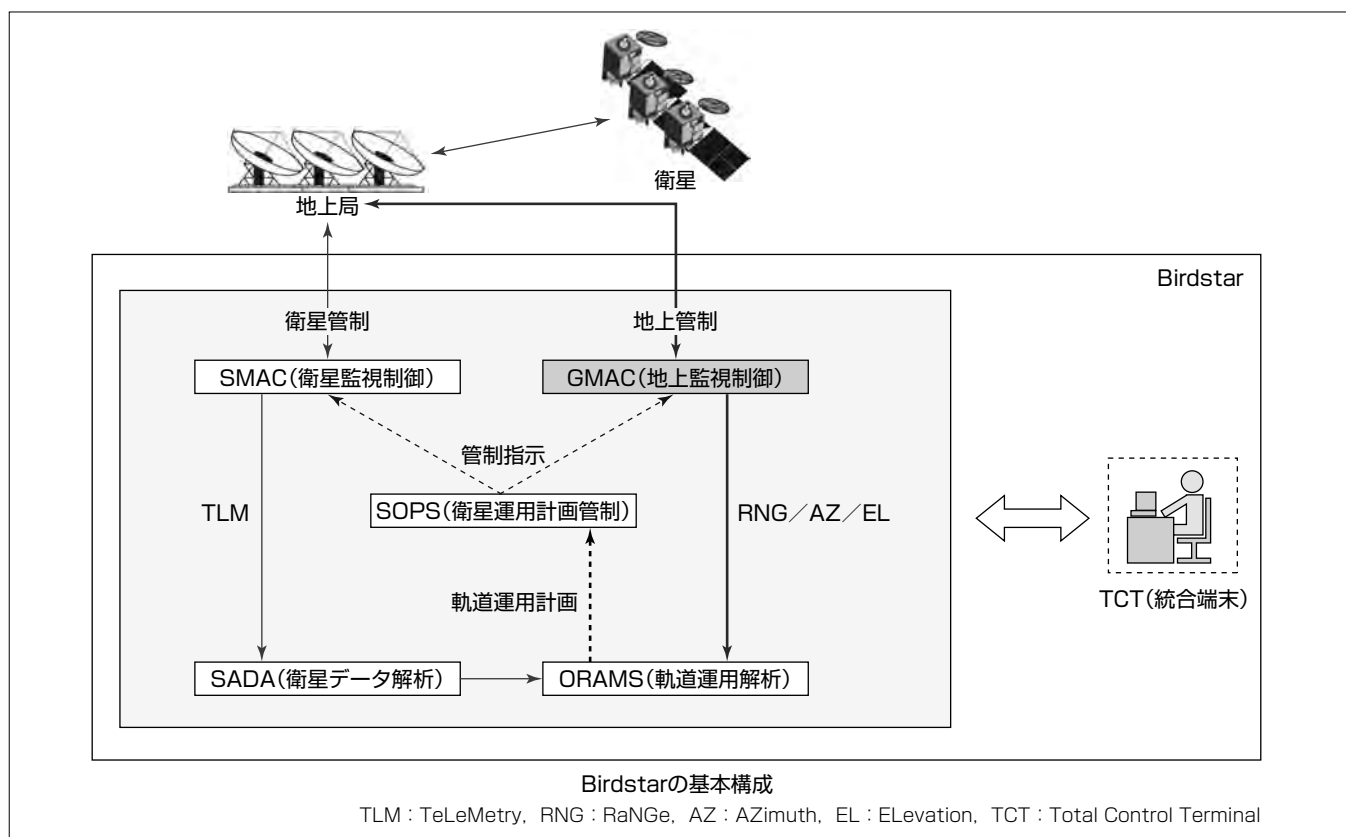 衛星
地上局
Birdstar
衛星管制
地上管制
SMAC(衛星監視制御)
GMAC(地上監視制御)
管制指示
SOPS(衛星運用計画管制)
TLM
RNG/AZ/EL
TCT(統合端末)
軌道運用計画
SADA(衛星データ解析)
ORAMS(軌道運用解析)
Birdstarの基本構成
TLM:TeLeMetry, RNG:RaNGe, AZ:AZimuth, EL:ELevation, TCT:Total Control Terminal